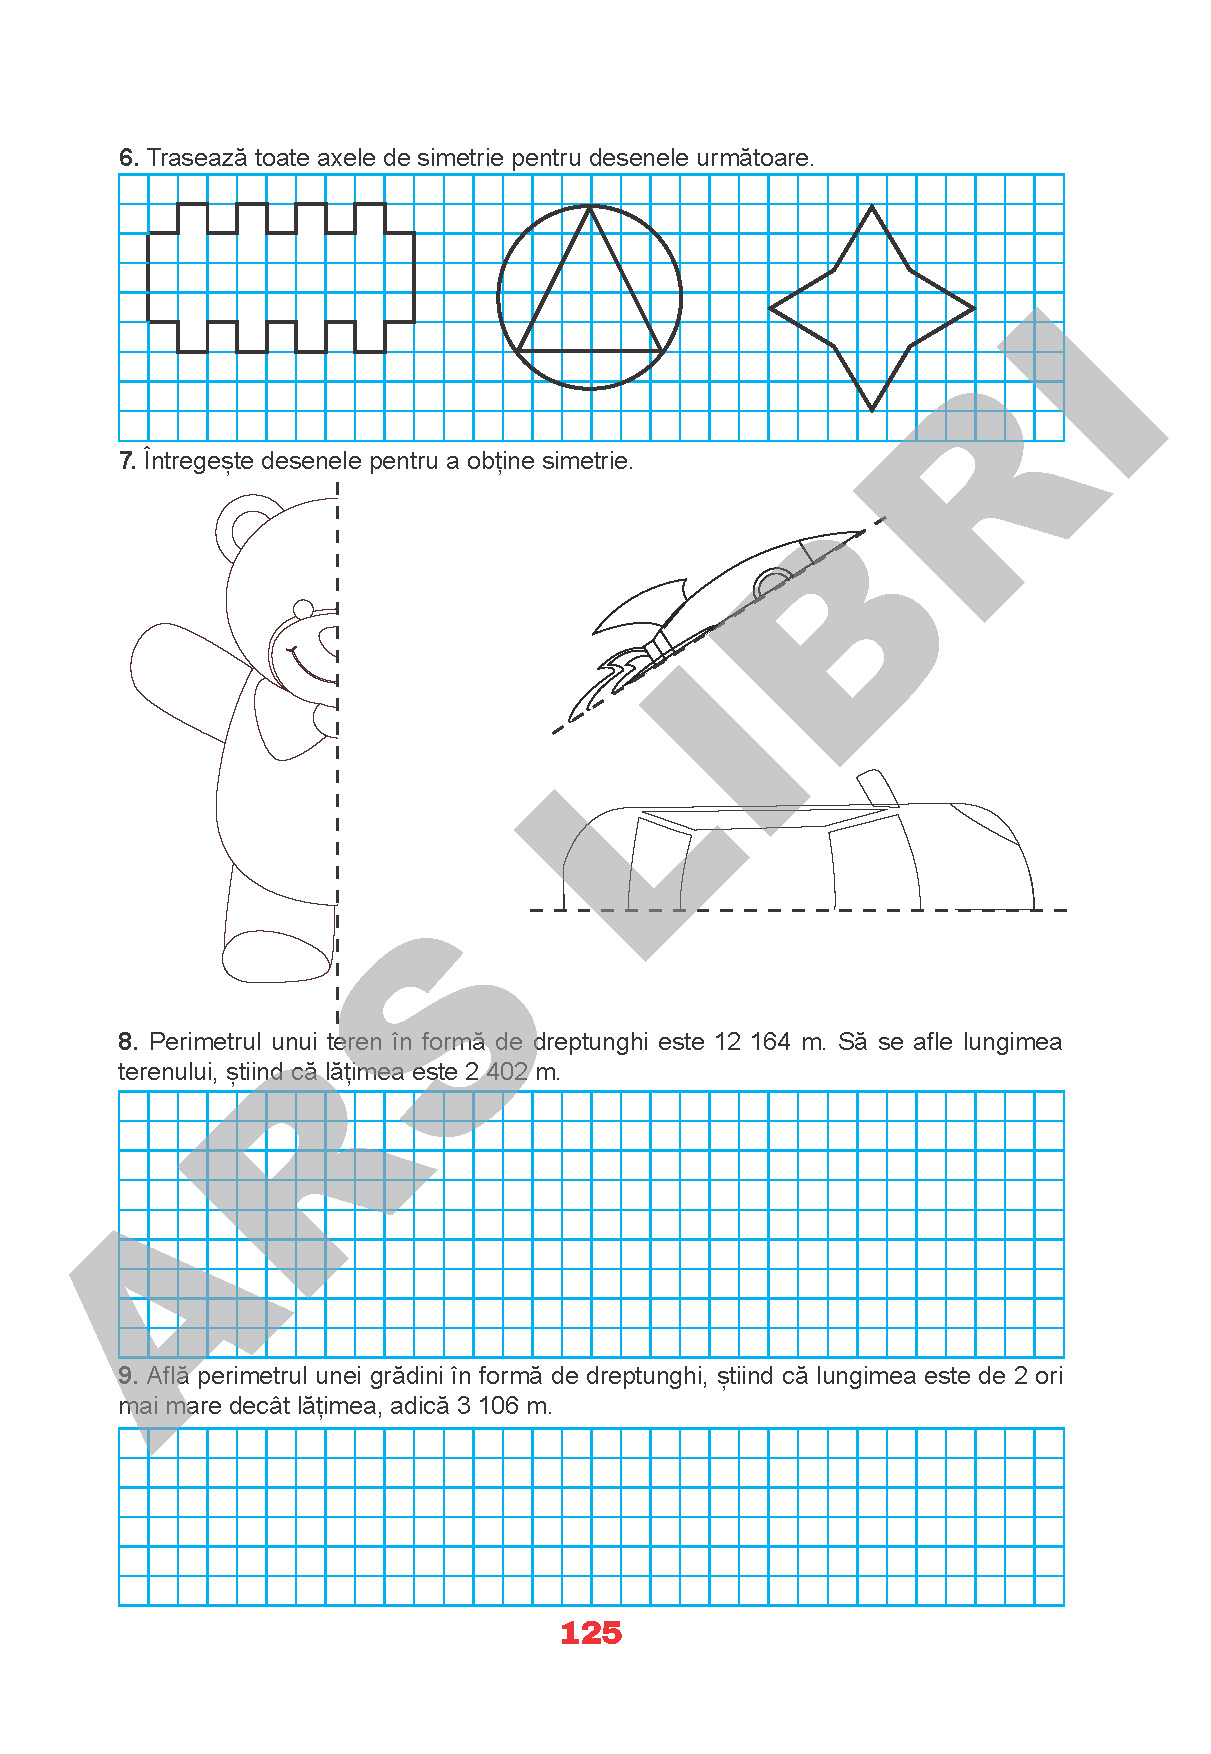 6. Trasează toate axele de simetrie pentru desenele următoare.
7. Întregește desenele pentru a obține simetrie.
8. Perimetrul unui teren în formă de dreptunghi este 12 164 m. Să se afle lungimea
terenului, știind că lățimea este 2 402 m.
9. Află perimetrul unei grădini în formă de dreptunghi, știind că lungimea este de 2 ori
mai mare decât lățimea, adică 3 106 m.
125
ARS LIBRI